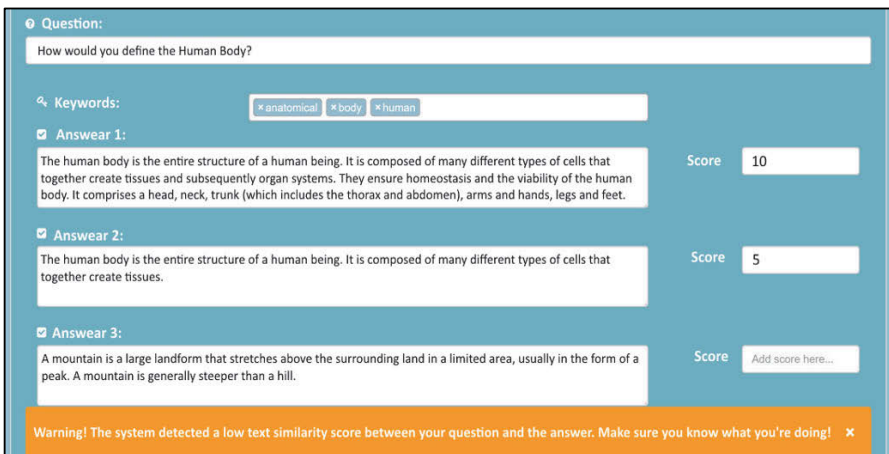 Question:
How would you define the Human Body?
Keywords:
×anatomical ×body ×human
Answear 1:
The human body is the entire structure of a human being. It is composed of many different types of cells that
together create tissues and subsequently organ systems. They ensure homeostasis and the viability of the human
body. It comprises a head, neck, trunk (which includes the thorax and abdomen), arms and hands, legs and feet.
Score 10
Answear 2:
The human body is the entire structure of a human being. It is composed of many different types of cells that
together create tissues.
Score 5
Answear 3:
A mountain is a large landform that stretches above the surrounding land in a limited area, usually in the form of a
peak. A mountain is generally steeper than a hill.
Score Add score here...
Warning! The system detected a low text similarity score between your question and the answer. Make sure you know what you're doing! ×